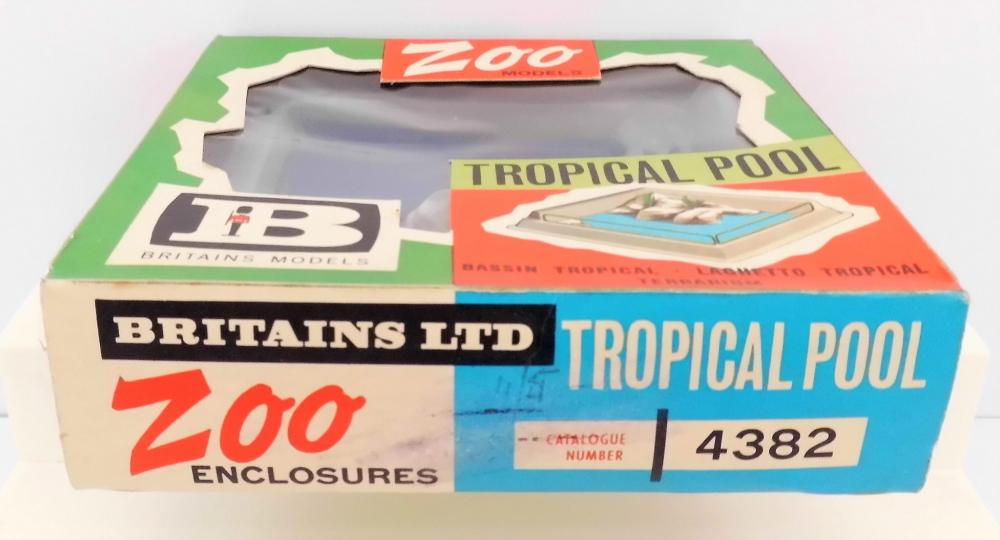 Zoo
MODELS
TROPICAL POOL
B
BRITAINS MODELS
BASSIN TROPICAL · LAGHETTO TROPICAL
TERRARIUM
BRITAINS LTD
Zoo
ENCLOSURES
TROPICAL POOL
CATALOGUE
NUMBER
4382